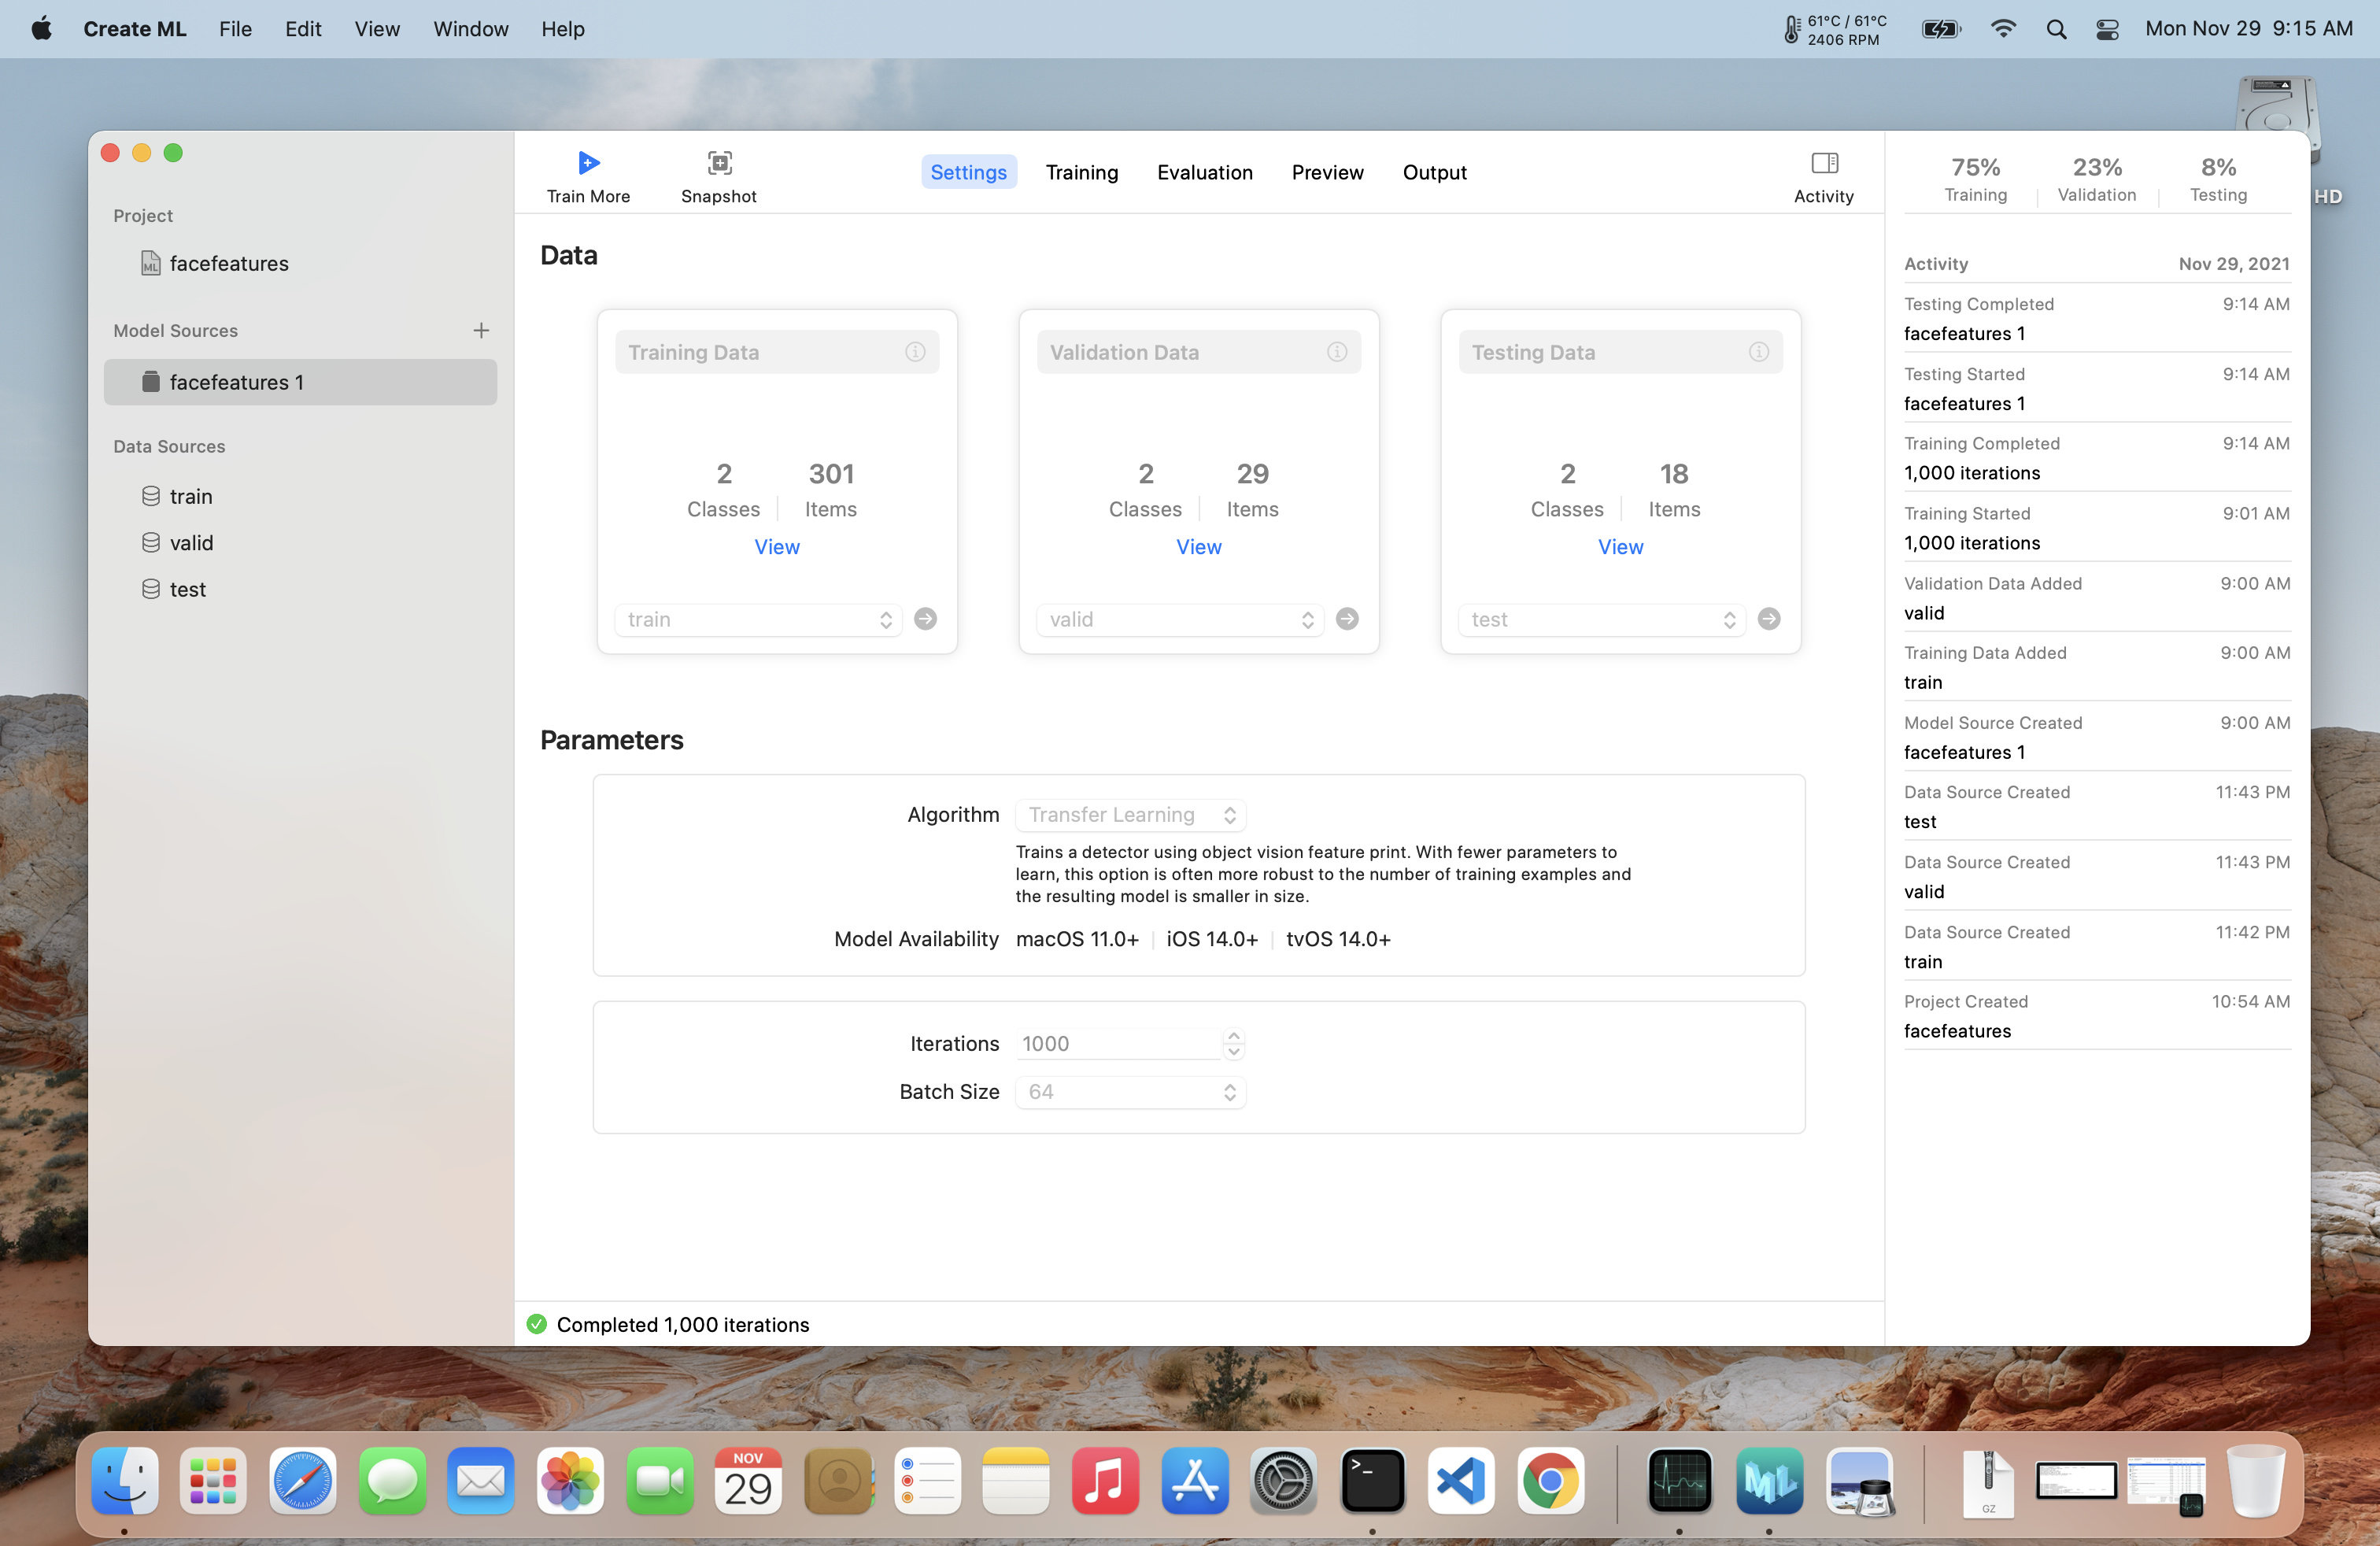 Create ML File Edit View Window Help
61°C / 61°C
2406 RPM
Mon Nov 29 9:15 AM
HD
Project
facefeatures
Model Sources
facefeatures 1
Data Sources
train
valid
test
Train More
Snapshot
Settings Training Evaluation Preview Output
Activity
Data
Training Data
2 301
Classes Items
View
train
Validation Data
2 29
Classes Items
View
valid
Testing Data
2 18
Classes Items
View
test
Parameters
Algorithm Transfer Learning
Trains a detector using object vision feature print. With fewer parameters to
learn, this option is often more robust to the number of training examples and
the resulting model is smaller in size.
Model Availability macOS 11.0+ iOS 14.0+ tvOS 14.0+
Iterations 1000
Batch Size 64
Completed 1,000 iterations
75% 23% 8%
Training Validation Testing
Activity Nov 29, 2021
Testing Completed 9:14 AM
facefeatures 1
Testing Started 9:14 AM
facefeatures 1
Training Completed 9:14 AM
1,000 iterations
Training Started 9:01 AM
1,000 iterations
Validation Data Added 9:00 AM
valid
Training Data Added 9:00 AM
train
Model Source Created 9:00 AM
facefeatures 1
Data Source Created 11:43 PM
test
Data Source Created 11:43 PM
valid
Data Source Created 11:42 PM
train
Project Created 10:54 AM
facefeatures
NOV
29
>_
ML
GZ